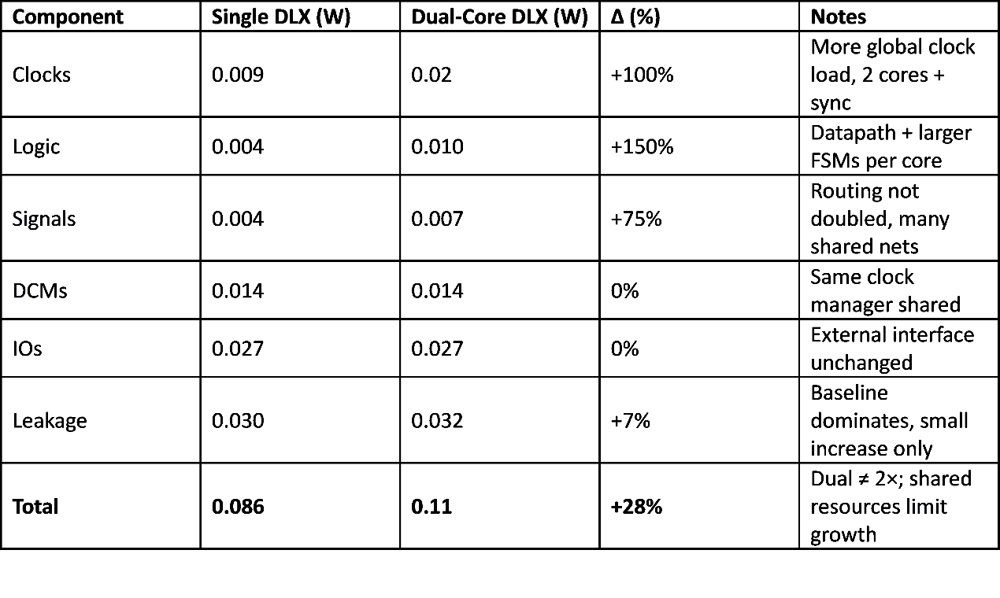 Component Single DLX (W) Dual-Core DLX (W) Δ (%) Notes
Clocks 0.009 0.02 +100% More global clock
load, 2 cores +
sync
Logic 0.004 0.010 +150% Datapath + larger
FSMs per core
Signals 0.004 0.007 +75% Routing not
doubled, many
shared nets
DCMs 0.014 0.014 0% Same clock
manager shared
IOs 0.027 0.027 0% External interface
unchanged
Leakage 0.030 0.032 +7% Baseline
dominates, small
increase only
Total 0.086 0.11 +28% Dual ≠ 2×; shared
resources limit
growth